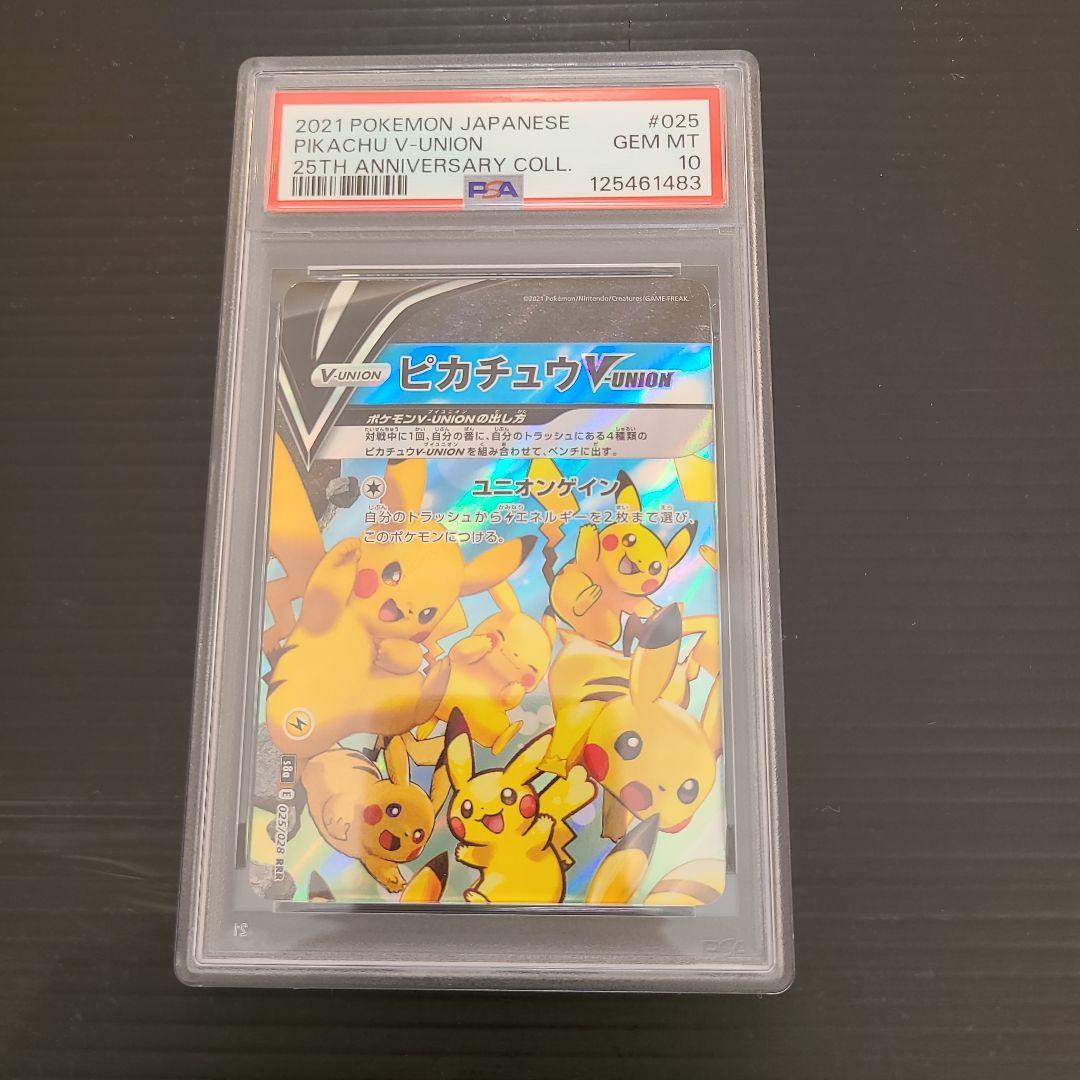 2021 POKEMON JAPANESE #025
PIKACHU V-UNION GEM MT
25TH ANNIVERSARY COLL. 10
PSA 125461483
©2021 Pokémon/Nintendo/Creatures/GAME FREAK.
V-UNION ピカチュウV-UNION
ポケモンV-UNIONの出し方
対戦中に1回、自分の番に、自分のトラッシュにある4種類の
ピカチュウV-UNIONを組み合わせて、ベンチに出す。
ユニオンゲイン
自分のトラッシュからエネルギーを2枚まで選び、
このポケモンにつける。
s8a E 025/028 RRR
PSA